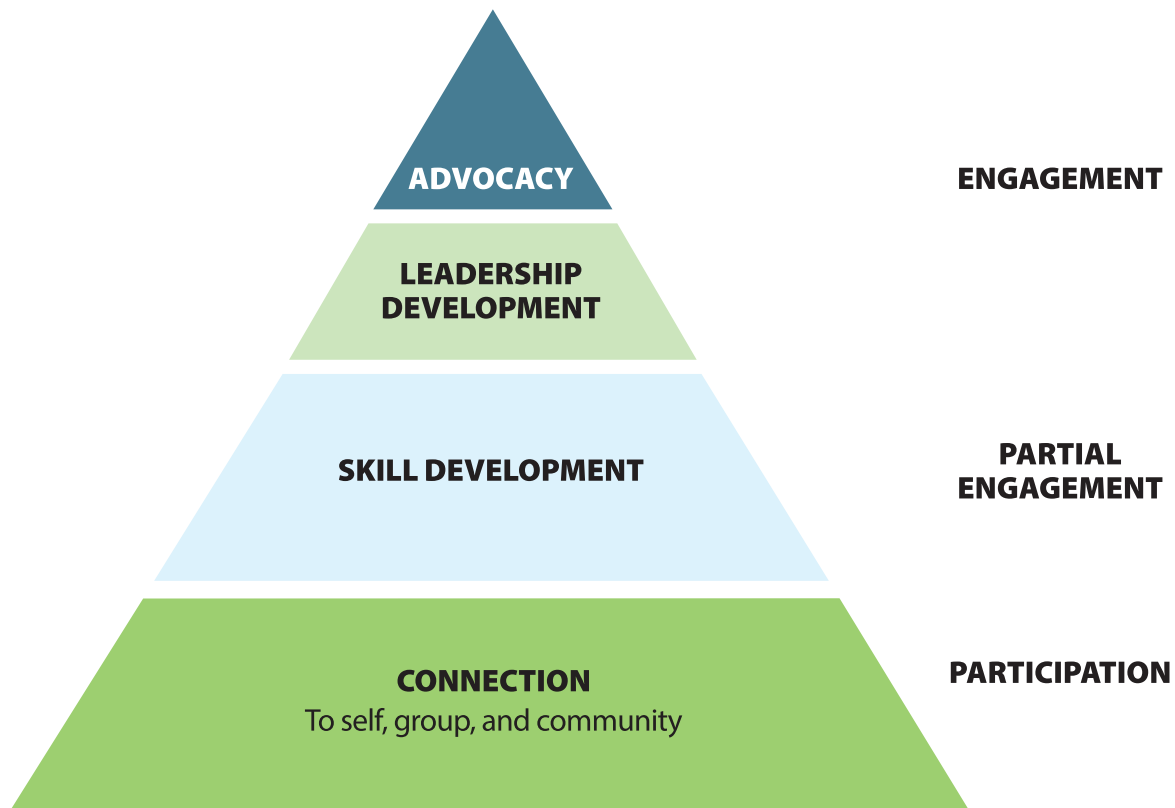 ADVOCACY
ENGAGEMENT
LEADERSHIP
DEVELOPMENT
SKILL DEVELOPMENT
PARTIAL
ENGAGEMENT
CONNECTION
To self, group, and community
PARTICIPATION